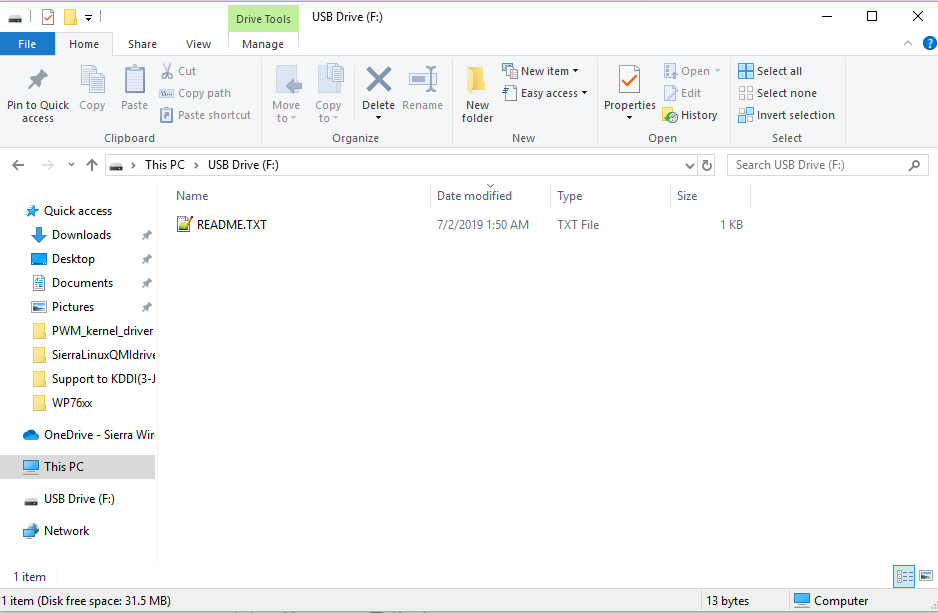 Drive Tools
USB Drive (F:)
File
Home
Share
View
Manage
?
Pin to Quick
access
Copy
Paste
Cut
Copy path
Paste shortcut
Clipboard
Move
to
Copy
to
Delete
Rename
Organize
New
folder
New item
Easy access
New
Properties
Open
Edit
History
Open
Select all
Select none
Invert selection
Select
This PC
USB Drive (F:)
Search USB Drive (F:)
Name
Date modified
Type
Size
README.TXT
7/2/2019 1:50 AM
TXT File
1 KB
Quick access
Downloads
Desktop
Documents
Pictures
PWM_kernel_driver
SierraLinuxQMIdrive
Support to KDDI(3-J
WP76xx
OneDrive - Sierra Wir
This PC
USB Drive (F:)
Network
1 item
1 item (Disk free space: 31.5 MB)
13 bytes
Computer